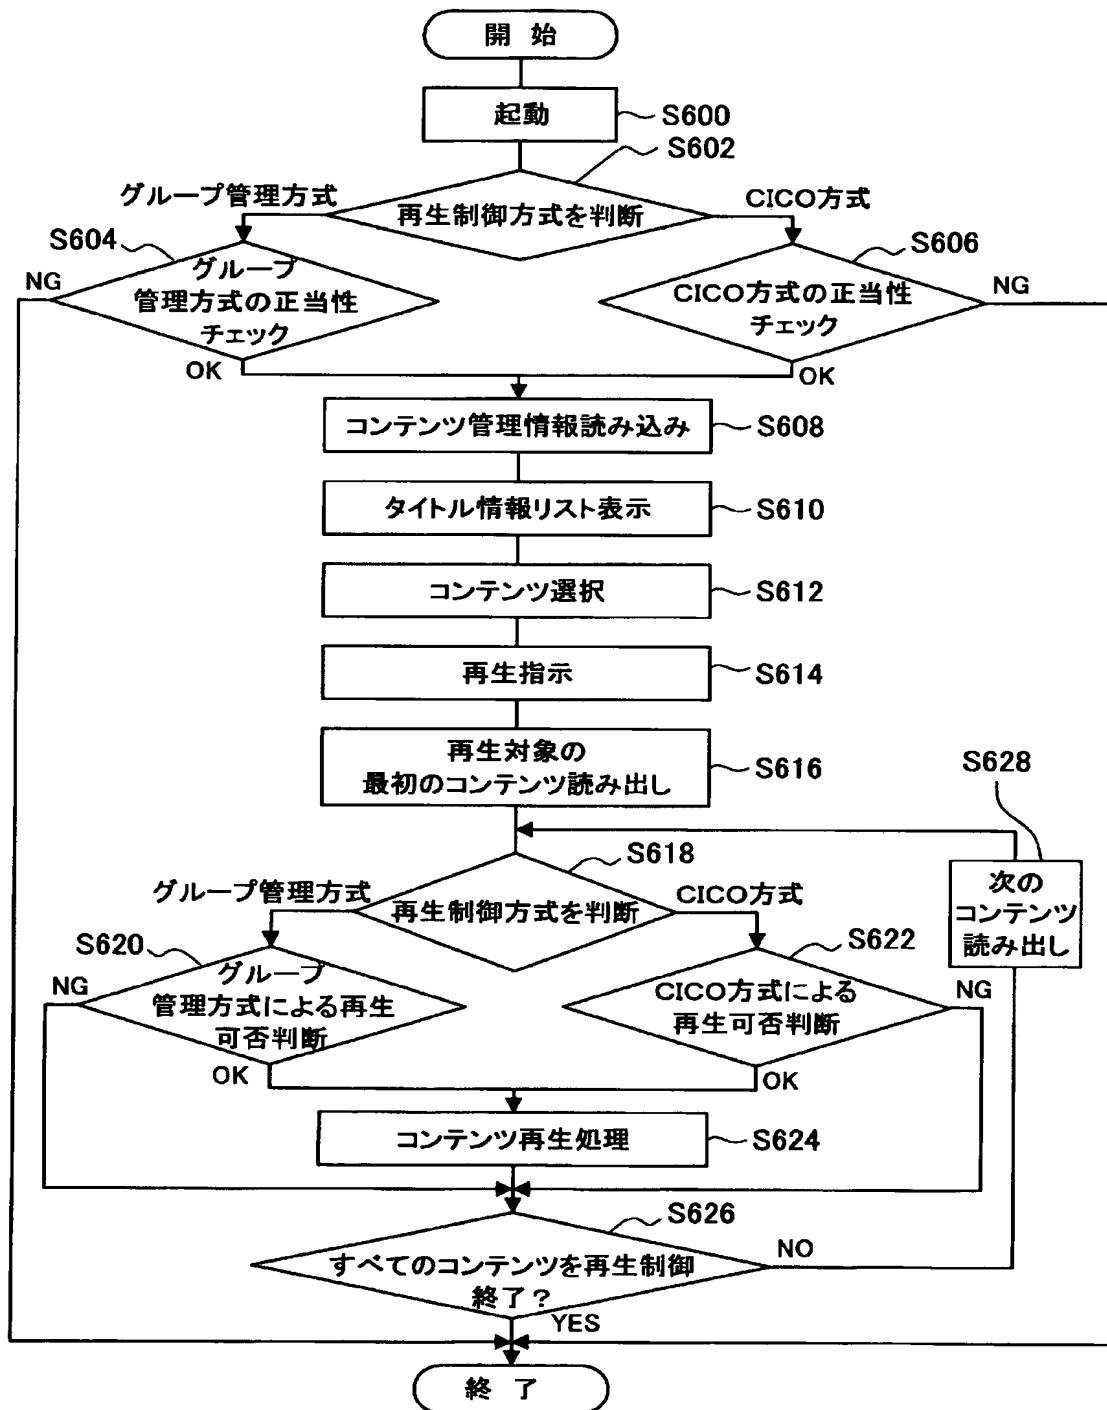 開 始
起動
S600
S602
グループ管理方式
再生制御方式を判断
CICO方式
S604
S606
NG
グループ
管理方式の正当性
チェック
CICO方式の正当性
チェック
NG
OK
OK
コンテンツ管理情報読み込み
S608
タイトル情報リスト表示
S610
コンテンツ選択
S612
再生指示
S614
再生対象の
最初のコンテンツ読み出し
S616
S628
次の
コンテンツ
読み出し
S618
グループ管理方式
再生制御方式を判断
CICO方式
S620
S622
NG
グループ
管理方式による再生
可否判断
CICO方式による
再生可否判断
NG
OK
OK
コンテンツ再生処理
S624
S626
すべてのコンテンツを再生制御
終了?
NO
YES
終 了